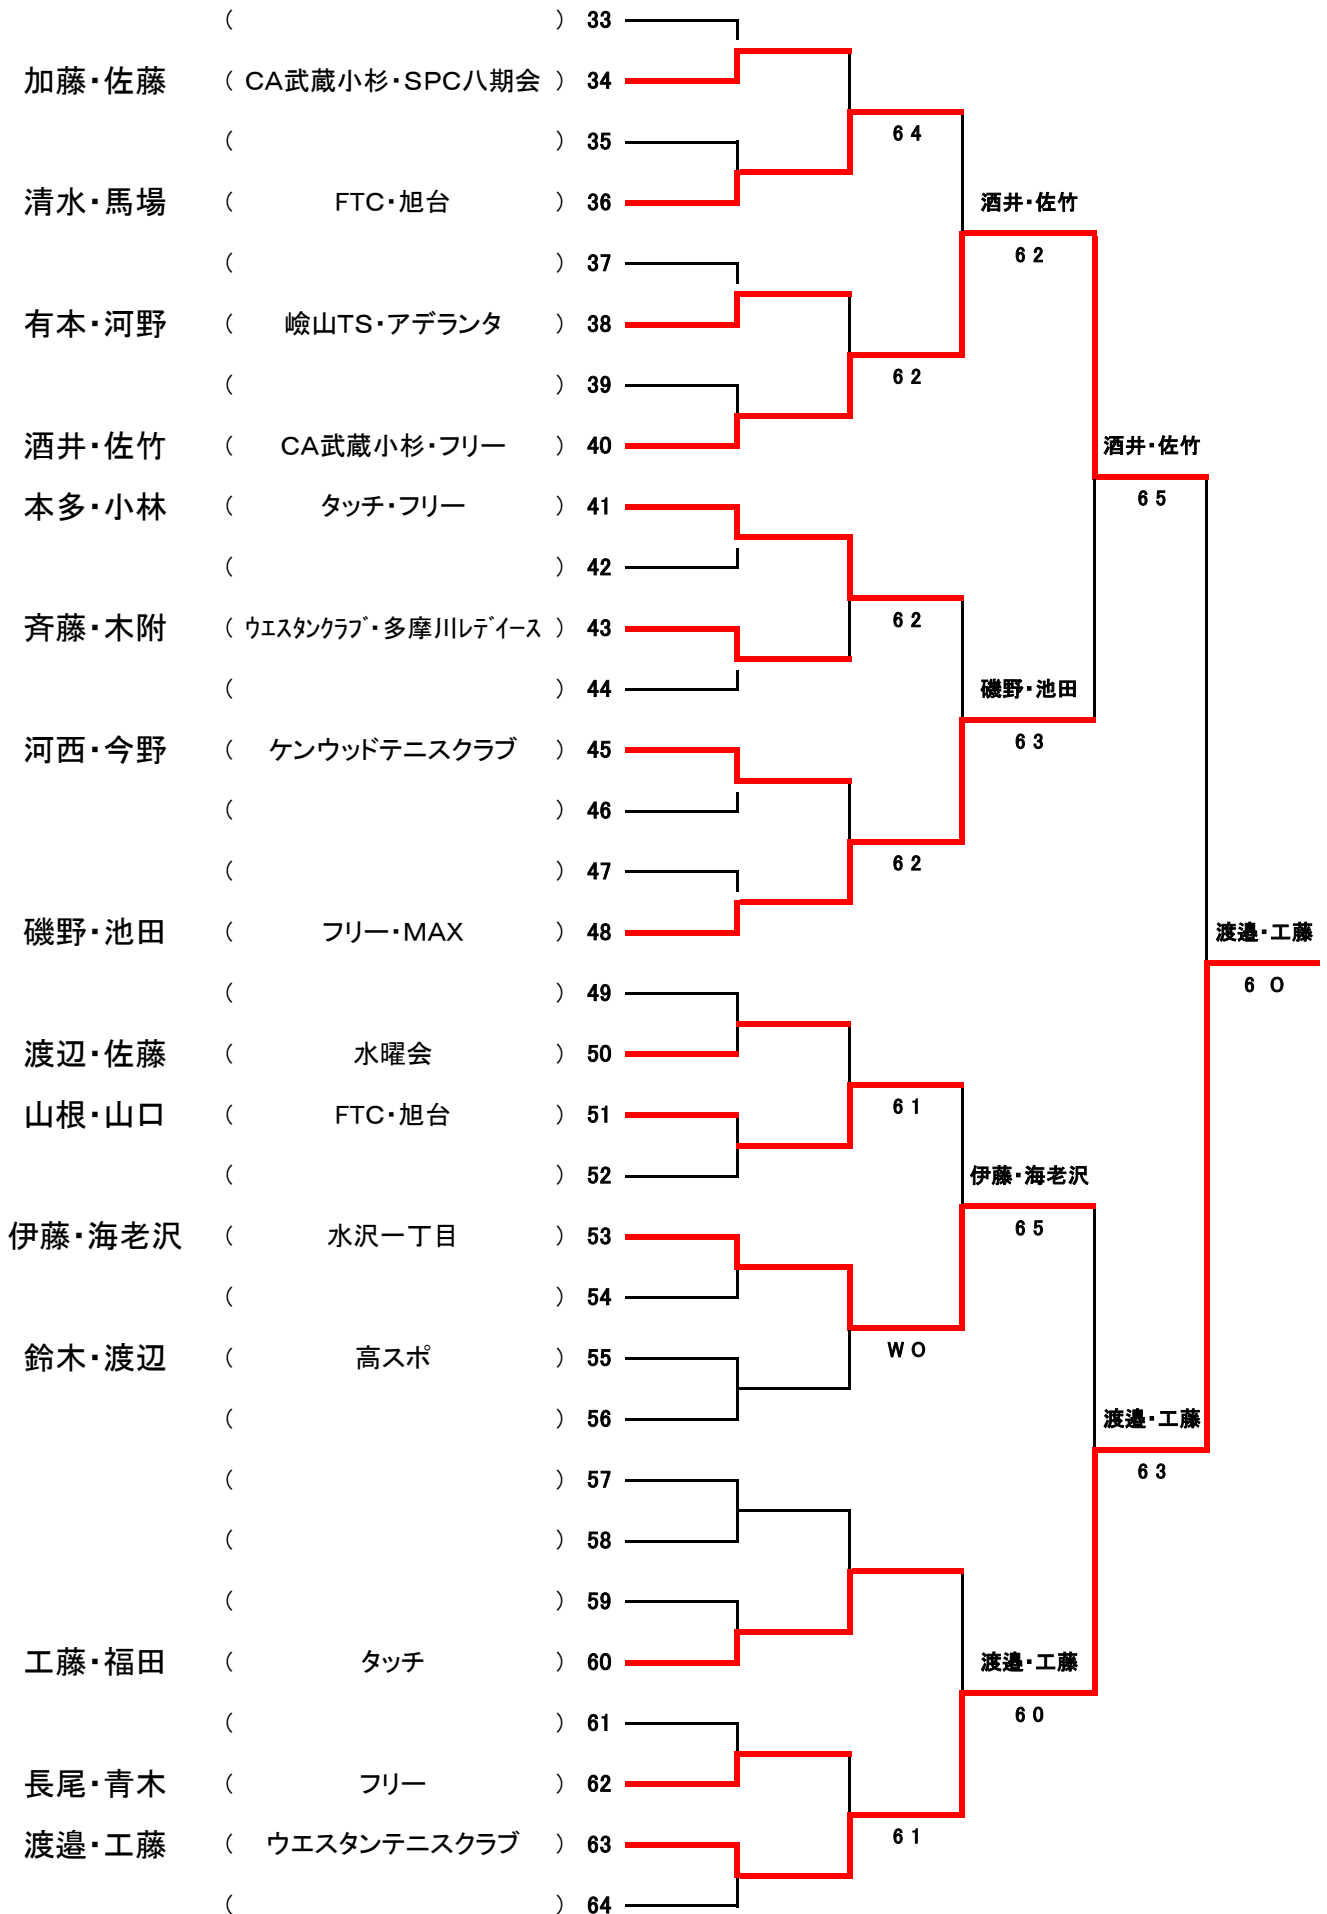 ( ) 33
加藤・佐藤 ( CA武蔵小杉・SPC八期会 ) 34
( ) 35 6 4
清水・馬場 ( FTC・旭台 ) 36 酒井・佐竹
( ) 37 6 2
有本・河野 ( 嶮山TS・アデランタ ) 38
( ) 39 6 2
酒井・佐竹 ( CA武蔵小杉・フリー ) 40 酒井・佐竹
本多・小林 ( タッチ・フリー ) 41 6 5
( ) 42
斉藤・木附 ( ウエスタンクラブ・多摩川レデイース ) 43 6 2
( ) 44 磯野・池田
河西・今野 ( ケンウッドテニスクラブ ) 45 6 3
( ) 46
( ) 47 6 2
磯野・池田 ( フリー・MAX ) 48 渡邉・工藤
( ) 49 6 0
渡辺・佐藤 ( 水曜会 ) 50
山根・山口 ( FTC・旭台 ) 51 6 1
( ) 52 伊藤・海老沢
伊藤・海老沢 ( 水沢一丁目 ) 53 6 5
( ) 54
鈴木・渡辺 ( 高スポ ) 55 W O
( ) 56 渡邉・工藤
( ) 57 6 3
( ) 58
( ) 59
工藤・福田 ( タッチ ) 60 渡邉・工藤
( ) 61 6 0
長尾・青木 ( フリー ) 62
渡邉・工藤 ( ウエスタンテニスクラブ ) 63 6 1
( ) 64